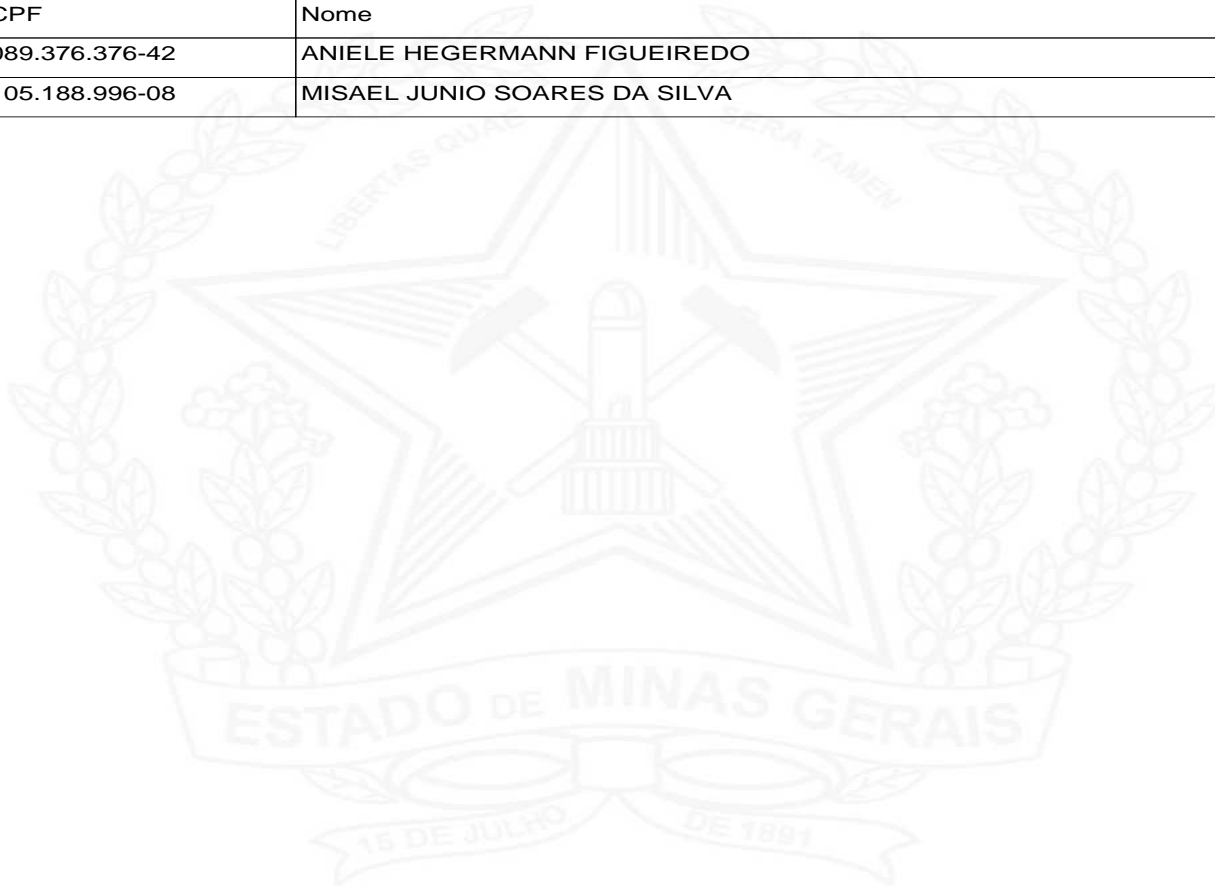 CPF Nome
089.376.376-42 ANIELE HEGERMANN FIGUEIREDO
05.188.996-08 MISAEL JUNIO SOARES DA SILVA
LIBERTAS QUAE SERA TAMEN
ESTADO DE MINAS GERAIS
15 DE JULHO DE 1891